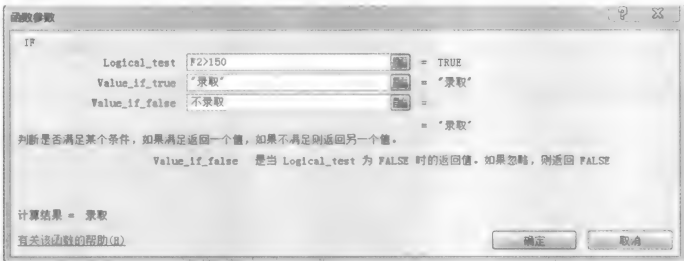 函数参数
IF
Logical_test F2>150 = TRUE
Value_if_true "录取" = "录取"
Value_if_false 不录取 =
= "录取"
判断是否满足某个条件，如果满足返回一个值，如果不满足则返回另一个值。
Value_if_false 是当 Logical_test 为 FALSE 时的返回值。如果忽略，则返回 FALSE
计算结果 = 录取
有关该函数的帮助(H)
确定
取消